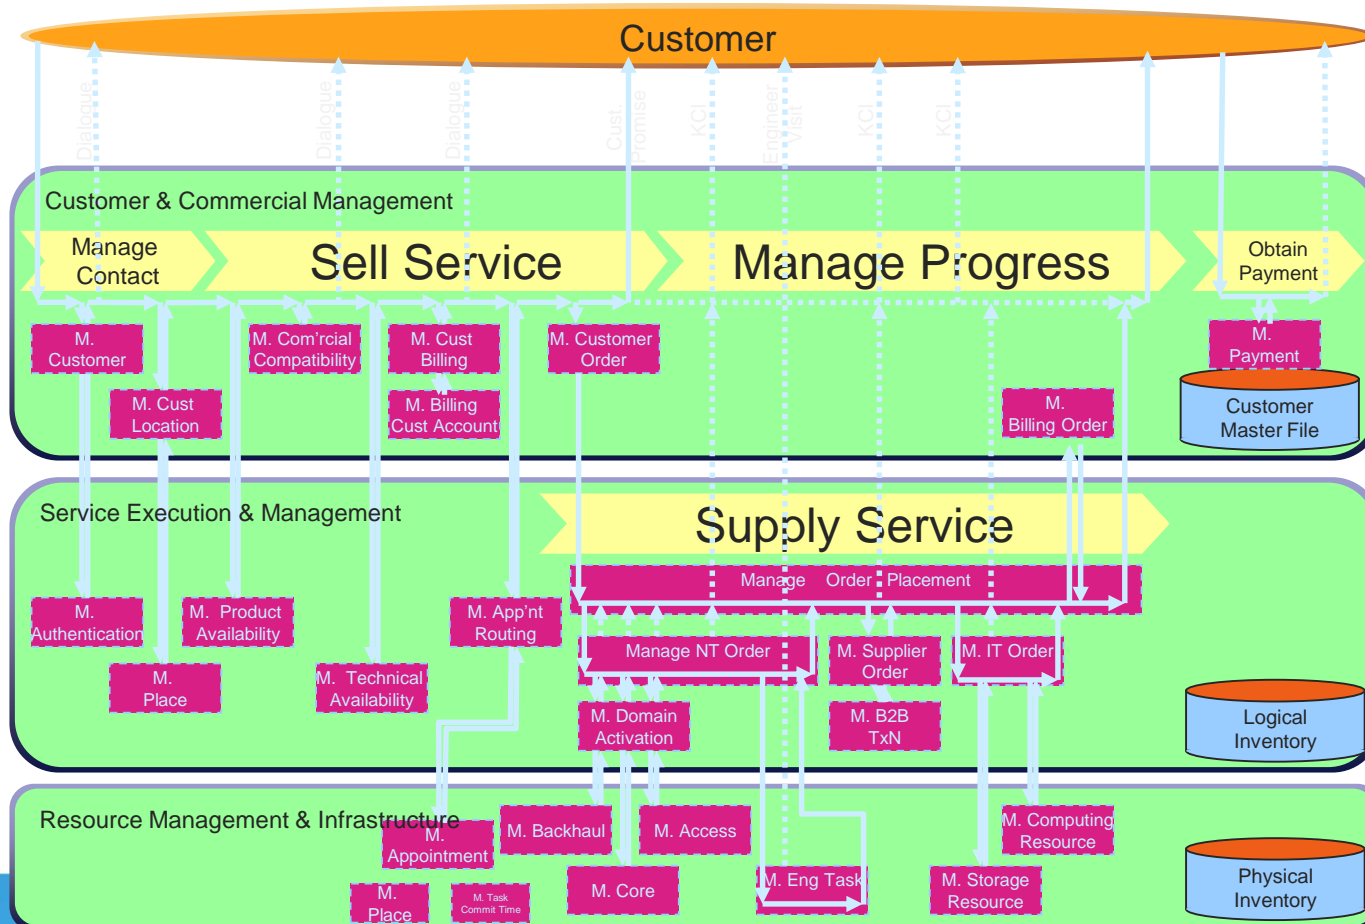 Customer
Dialogue
Dialogue
Dialogue
Cust.
Promise
KCI
Engineer
Visit
KCI
KCI
Customer & Commercial Management
Manage
Contact
Sell Service
Manage Progress
Obtain
Payment
M.
Customer
M. Com'rcial
Compatibility
M. Cust
Billing
M. Customer
Order
M.
Payment
M. Cust
Location
M. Billing
Cust Account
M.
Billing Order
Customer
Master File
Service Execution & Management
Supply Service
Manage Order Placement
M.
Authentication
M. Product
Availability
M. App'nt
Routing
Manage NT Order
M. Supplier
Order
M. IT Order
M.
Place
M. Technical
Availability
M. Domain
Activation
M. B2B
TxN
Logical
Inventory
Resource Management & Infrastructure
M.
Appointment
M. Backhaul
M. Access
M. Computing
Resource
M.
Place
M. Task
Commit Time
M. Core
M. Eng Task
M. Storage
Resource
Physical
Inventory